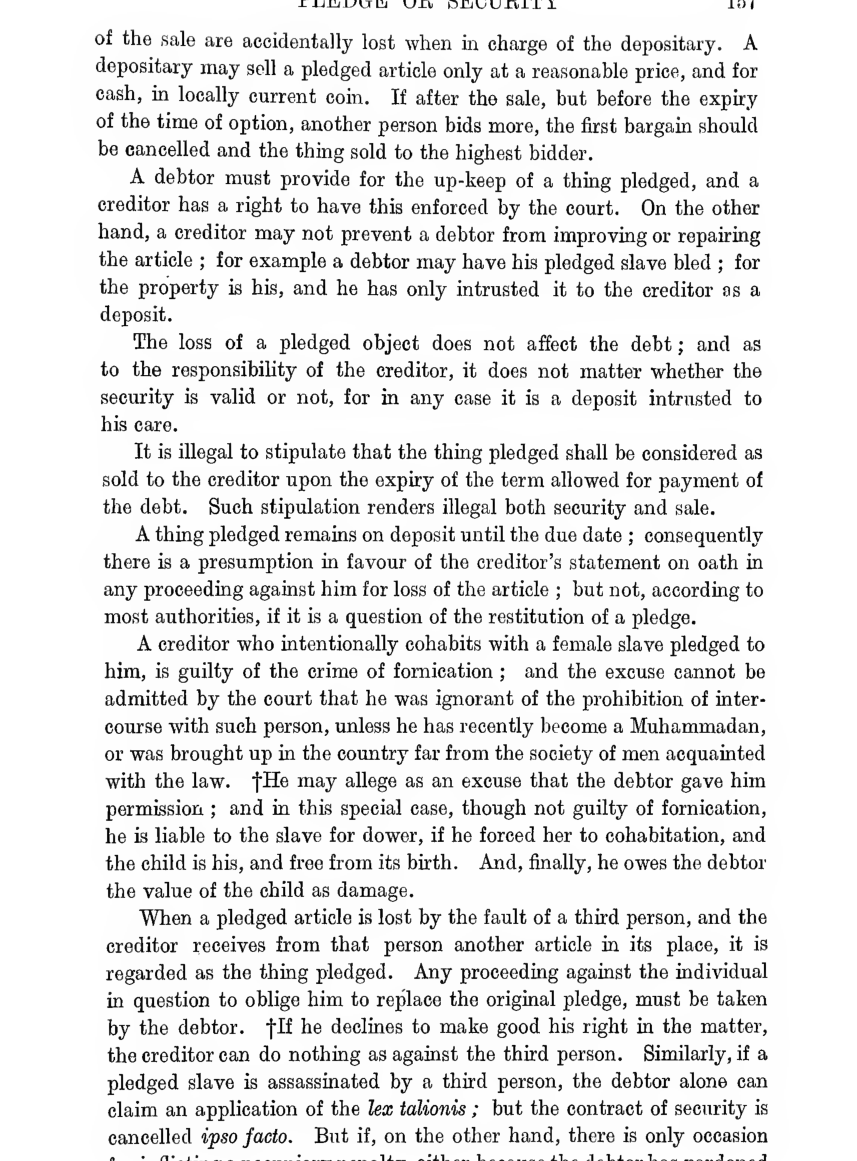 PLEDGE OR SECURITY 157
of the sale are accidentally lost when in charge of the depositary. A
depositary may sell a pledged article only at a reasonable price, and for
cash, in locally current coin. If after the sale, but before the expiry
of the time of option, another person bids more, the first bargain should
be cancelled and the thing sold to the highest bidder.
A debtor must provide for the up-keep of a thing pledged, and a
creditor has a right to have this enforced by the court. On the other
hand, a creditor may not prevent a debtor from improving or repairing
the article ; for example a debtor may have his pledged slave bled ; for
the property is his, and he has only intrusted it to the creditor as a
deposit.
The loss of a pledged object does not affect the debt ; and as
to the responsibility of the creditor, it does not matter whether the
security is valid or not, for in any case it is a deposit intrusted to
his care.
It is illegal to stipulate that the thing pledged shall be considered as
sold to the creditor upon the expiry of the term allowed for payment of
the debt. Such stipulation renders illegal both security and sale.
A thing pledged remains on deposit until the due date ; consequently
there is a presumption in favour of the creditor's statement on oath in
any proceeding against him for loss of the article ; but not, according to
most authorities, if it is a question of the restitution of a pledge.
A creditor who intentionally cohabits with a female slave pledged to
him, is guilty of the crime of fornication ; and the excuse cannot be
admitted by the court that he was ignorant of the prohibition of inter-
course with such person, unless he has recently become a Muhammadan,
or was brought up in the country far from the society of men acquainted
with the law. †He may allege as an excuse that the debtor gave him
permission ; and in this special case, though not guilty of fornication,
he is liable to the slave for dower, if he forced her to cohabitation, and
the child is his, and free from its birth. And, finally, he owes the debtor
the value of the child as damage.
When a pledged article is lost by the fault of a third person, and the
creditor receives from that person another article in its place, it is
regarded as the thing pledged. Any proceeding against the individual
in question to oblige him to replace the original pledge, must be taken
by the debtor. †If he declines to make good his right in the matter,
the creditor can do nothing as against the third person. Similarly, if a
pledged slave is assassinated by a third person, the debtor alone can
claim an application of the lex talionis ; but the contract of security is
cancelled ipso facto. But if, on the other hand, there is only occasion